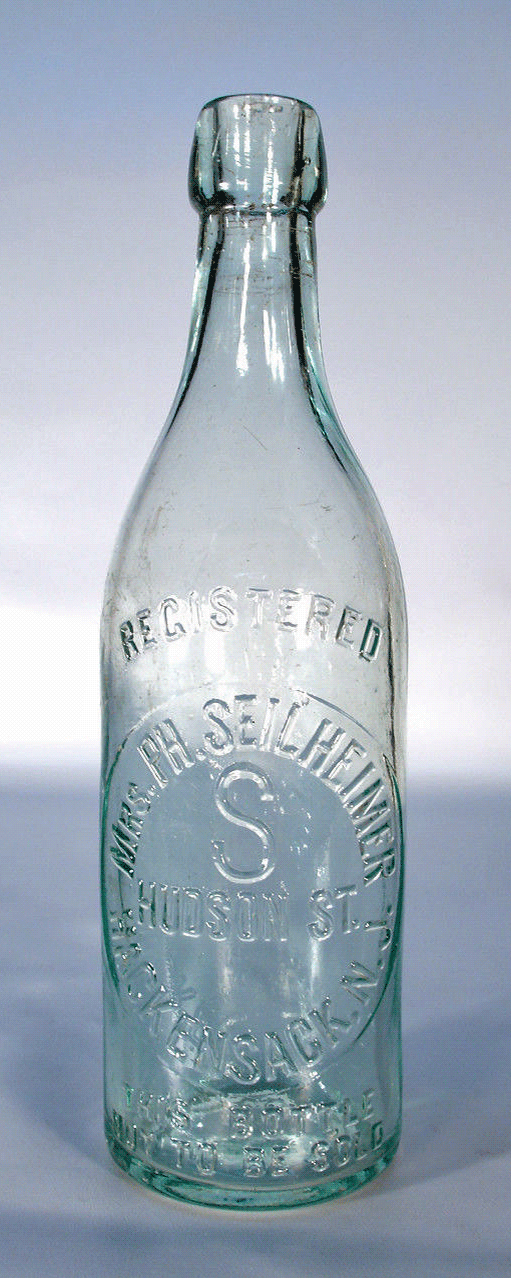 REGISTERED
MRS. PH. SEILHEIMER
S
HUDSON ST.
HACKENSACK. N. J.
THIS BOTTLE
NOT TO BE SOLD